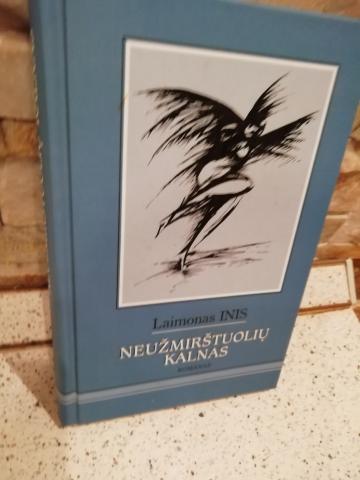 Laimonas INIS
NEUŽMIRŠTUOLIŲ
KALNAS
ROMANAS